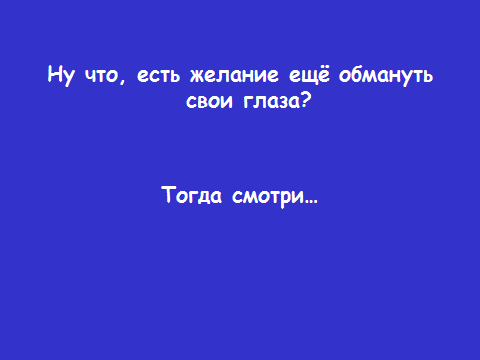 Ну что, есть желание ещё обмануть
свои глаза?
Тогда смотри…